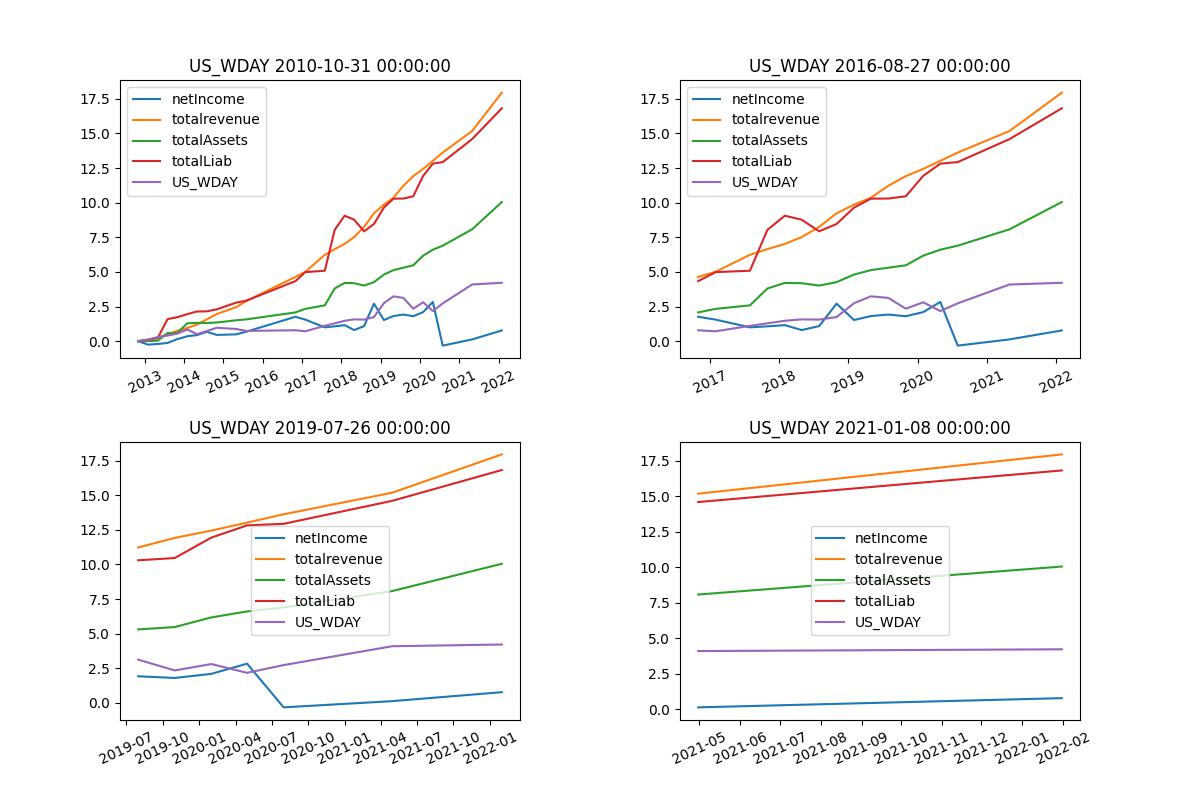 US_WDAY 2010-10-31 00:00:00
netIncome
totalrevenue
totalAssets
totalLiab
US_WDAY
17.5
15.0
12.5
10.0
7.5
5.0
2.5
0.0
2013 2014 2015 2016 2017 2018 2019 2020 2021 2022
US_WDAY 2016-08-27 00:00:00
netIncome
totalrevenue
totalAssets
totalLiab
US_WDAY
17.5
15.0
12.5
10.0
7.5
5.0
2.5
0.0
2017 2018 2019 2020 2021 2022
US_WDAY 2019-07-26 00:00:00
netIncome
totalrevenue
totalAssets
totalLiab
US_WDAY
17.5
15.0
12.5
10.0
7.5
5.0
2.5
0.0
2019-07 2019-10 2020-01 2020-04 2020-07 2020-10 2021-01 2021-04 2021-07 2021-10 2022-01
US_WDAY 2021-01-08 00:00:00
netIncome
totalrevenue
totalAssets
totalLiab
US_WDAY
17.5
15.0
12.5
10.0
7.5
5.0
2.5
0.0
2021-05 2021-06 2021-07 2021-08 2021-09 2021-10 2021-11 2021-12 2022-01 2022-02